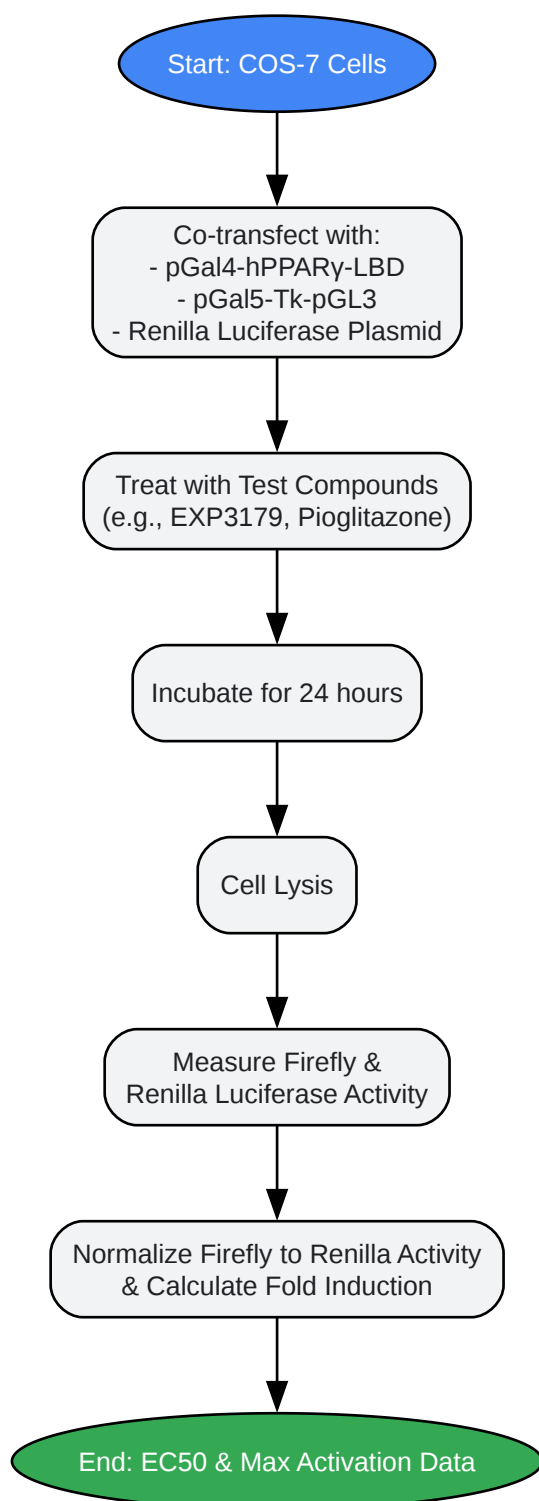 Start: COS-7 Cells
Co-transfect with:
- pGal4-hPPARγ-LBD
- pGal5-Tk-pGL3
- Renilla Luciferase Plasmid
Treat with Test Compounds
(e.g., EXP3179, Pioglitazone)
Incubate for 24 hours
Cell Lysis
Measure Firefly &
Renilla Luciferase Activity
Normalize Firefly to Renilla Activity
& Calculate Fold Induction
End: EC50 & Max Activation Data